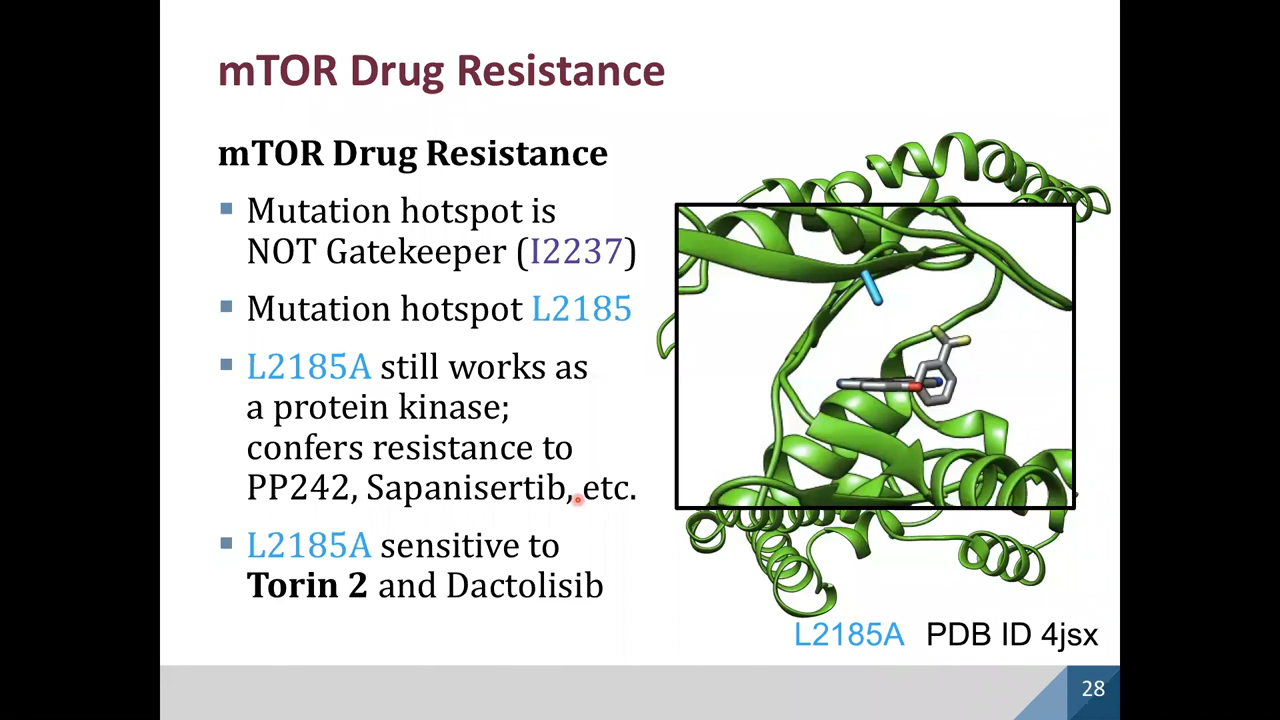 mTOR Drug Resistance
mTOR Drug Resistance
Mutation hotspot is
NOT Gatekeeper (I2237)
Mutation hotspot L2185
L2185A still works as
a protein kinase;
confers resistance to
PP242, Sapanisertib, etc.
L2185A sensitive to
Torin 2 and Dactolisib
L2185A PDB ID 4jsx
28